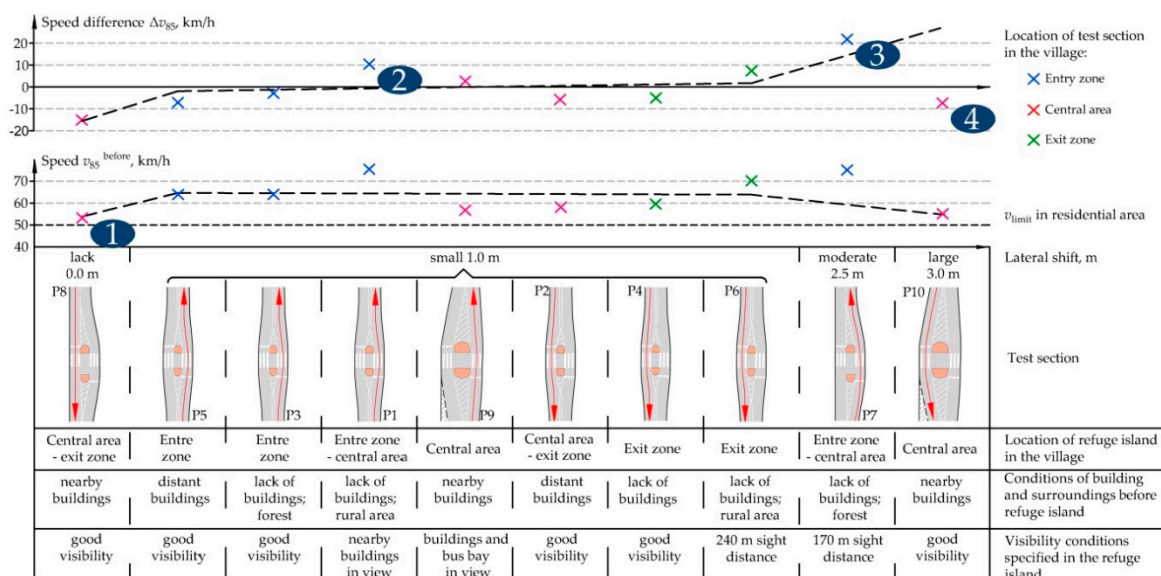 Speed difference Δv85, km/h
20
10
0
-10
-20
1
2
3
4
Location of test section
in the village:
Entry zone
Central area
Exit zone
Speed v85 before, km/h
70
60
50
40
vlimit in residential area
lack
0.0 m
small 1.0 m
moderate
2.5 m
large
3.0 m
Lateral shift, m
P8
P5
P3
P1
P9
P2
P4
P6
P7
P10
Test section
Central area
- exit zone
Entre
zone
Entre
zone
Entre zone
- central area
Central area
Cental area
- exit zone
Exit zone
Exit zone
Entre zone
- central area
Central area
Location of refuge island
in the village
nearby
buildings
distant
buildings
lack of
buildings;
forest
lack of
buildings;
rural area
nearby
buildings
distant
buildings
lack of
buildings
lack of
buildings;
rural area
lack of
buildings;
forest
nearby
buildings
Conditions of building
and surroundings before
refuge island
good
visibility
good
visibility
good
visibility
nearby
buildings
in view
buildings and
bus bay
in view
good
visibility
good
visibility
240 m sight
distance
170 m sight
distance
good
visibility
Visibility conditions
specified in the refuge
island